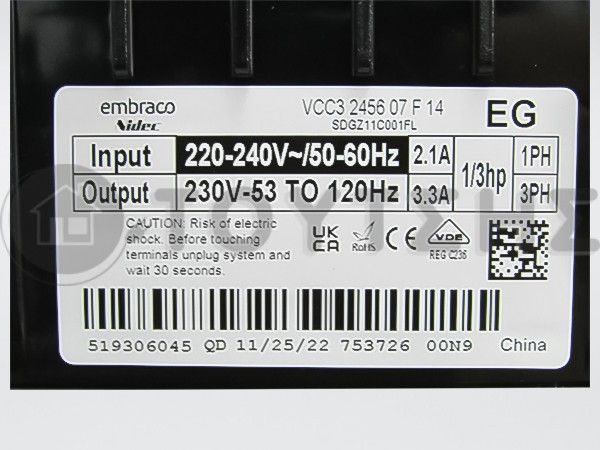 embraco
Nidec
VCC3 2456 07 F 14
SDGZ11C001FL
EG
Input 220-240V~/50-60Hz 2.1A 1/3hp 1PH
Output 230V-53 TO 120Hz 3.3A 3PH
CAUTION: Risk of electric
shock. Before touching
terminals unplug system and
wait 30 seconds.
UK
CA
RoHS
CE
VDE
REG C236
519306045 QD 11/25/22 753726 00N9 China